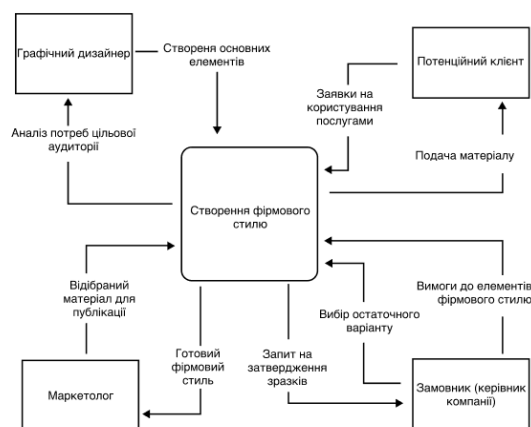 Графічний дизайнер
Створеня основних
елементів
Потенційний клієнт
Заявки на
користування
послугами
Аналіз потреб цільової
аудиторії
Подача матеріалу
Створення фірмового
стилю
Відібраний
матеріал для
публікації
Вимоги до елементів
фірмового стилю
Вибір остаточного
варіанту
Готовий
фірмовий
стиль
Запит на
затвердження
зразків
Маркетолог
Замовник (керівник
компанії)